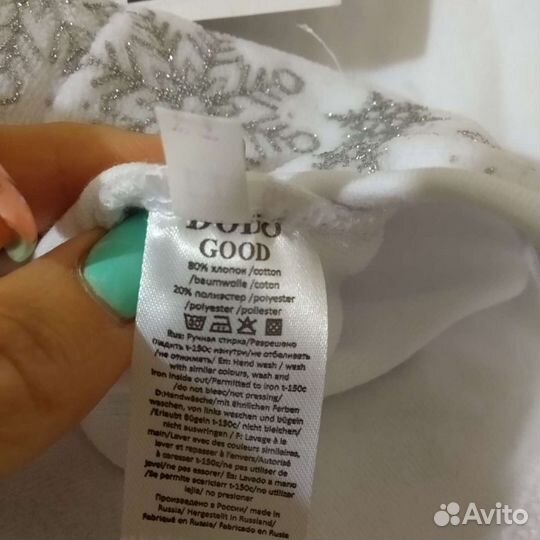 DODO
GOOD
80% хлопок /cotton
/baumwolle /coton
20% полиэстер /polyester
/polyester /poliester
Rus: Ручная стирка/Разрешено
гладить t-150c изнутри/не отбеливать
/не отжимать/ En: Hand wash / wash
with similar colours, wash and
iron inside out/Permitted to iron t-150c
/do not bleach/not pressing/
D:Handwäsche/mit ähnlichen Farben
waschen, von links waschen und bügeln
/Erlaubt Bügeln t-150c/ nicht bleichen/
nicht auswringen / F: Lavage à la
main/Laver avec des couleurs similaires,
laver et repasser à l'envers/Autorisé
à caresser t-150c/ne pas utiliser de
javel/ne pas essorer/ Es: Lavado a mano
/Se permite acariciar t-150c/no utilizar
lejía/ no presionar
Произведено в России/ made in
Russia/ Hergestellt in Russland/
Fabriqué en Russie/ Fabricado en Rusia
Avito